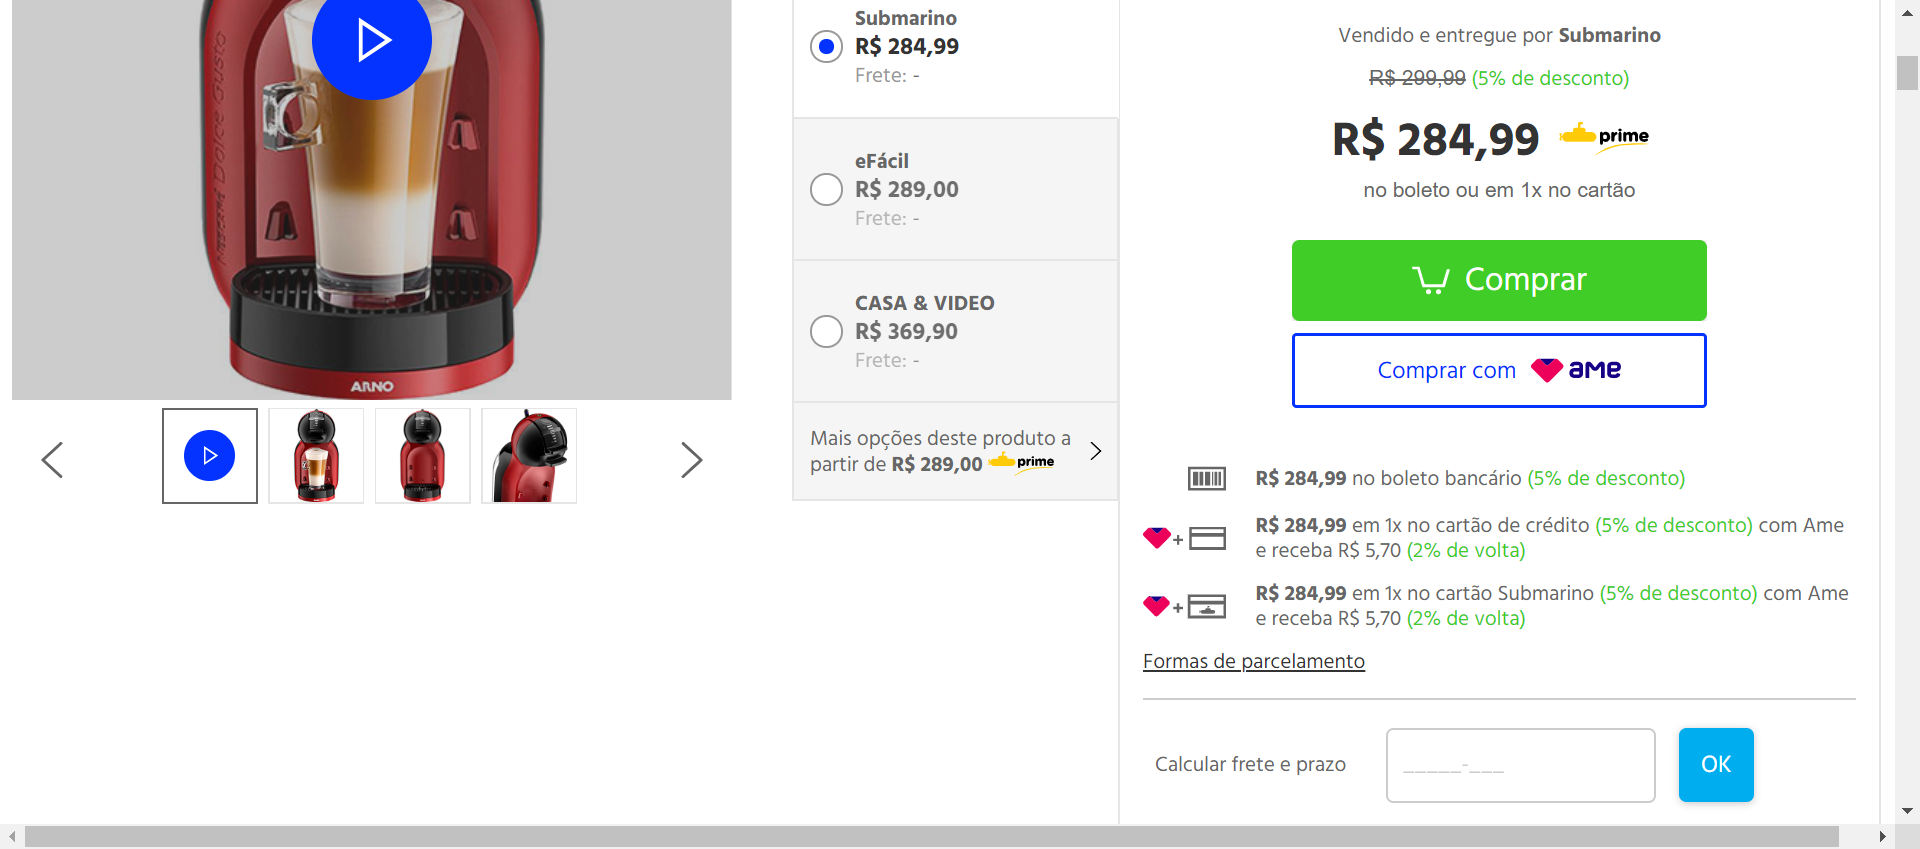 NESCAFÉ Dolce Gusto
ARNO
Submarino
R$ 284,99
Frete: -
eFácil
R$ 289,00
Frete: -
CASA & VIDEO
R$ 369,90
Frete: -
Mais opções deste produto a
partir de R$ 289,00 prime
Vendido e entregue por Submarino
R$ 299,99 (5% de desconto)
R$ 284,99 prime
no boleto ou em 1x no cartão
Comprar
Comprar com ame
R$ 284,99 no boleto bancário (5% de desconto)
+ R$ 284,99 em 1x no cartão de crédito (5% de desconto) com Ame
e receba R$ 5,70 (2% de volta)
+ R$ 284,99 em 1x no cartão Submarino (5% de desconto) com Ame
e receba R$ 5,70 (2% de volta)
Formas de parcelamento
Calcular frete e prazo _____-___ OK